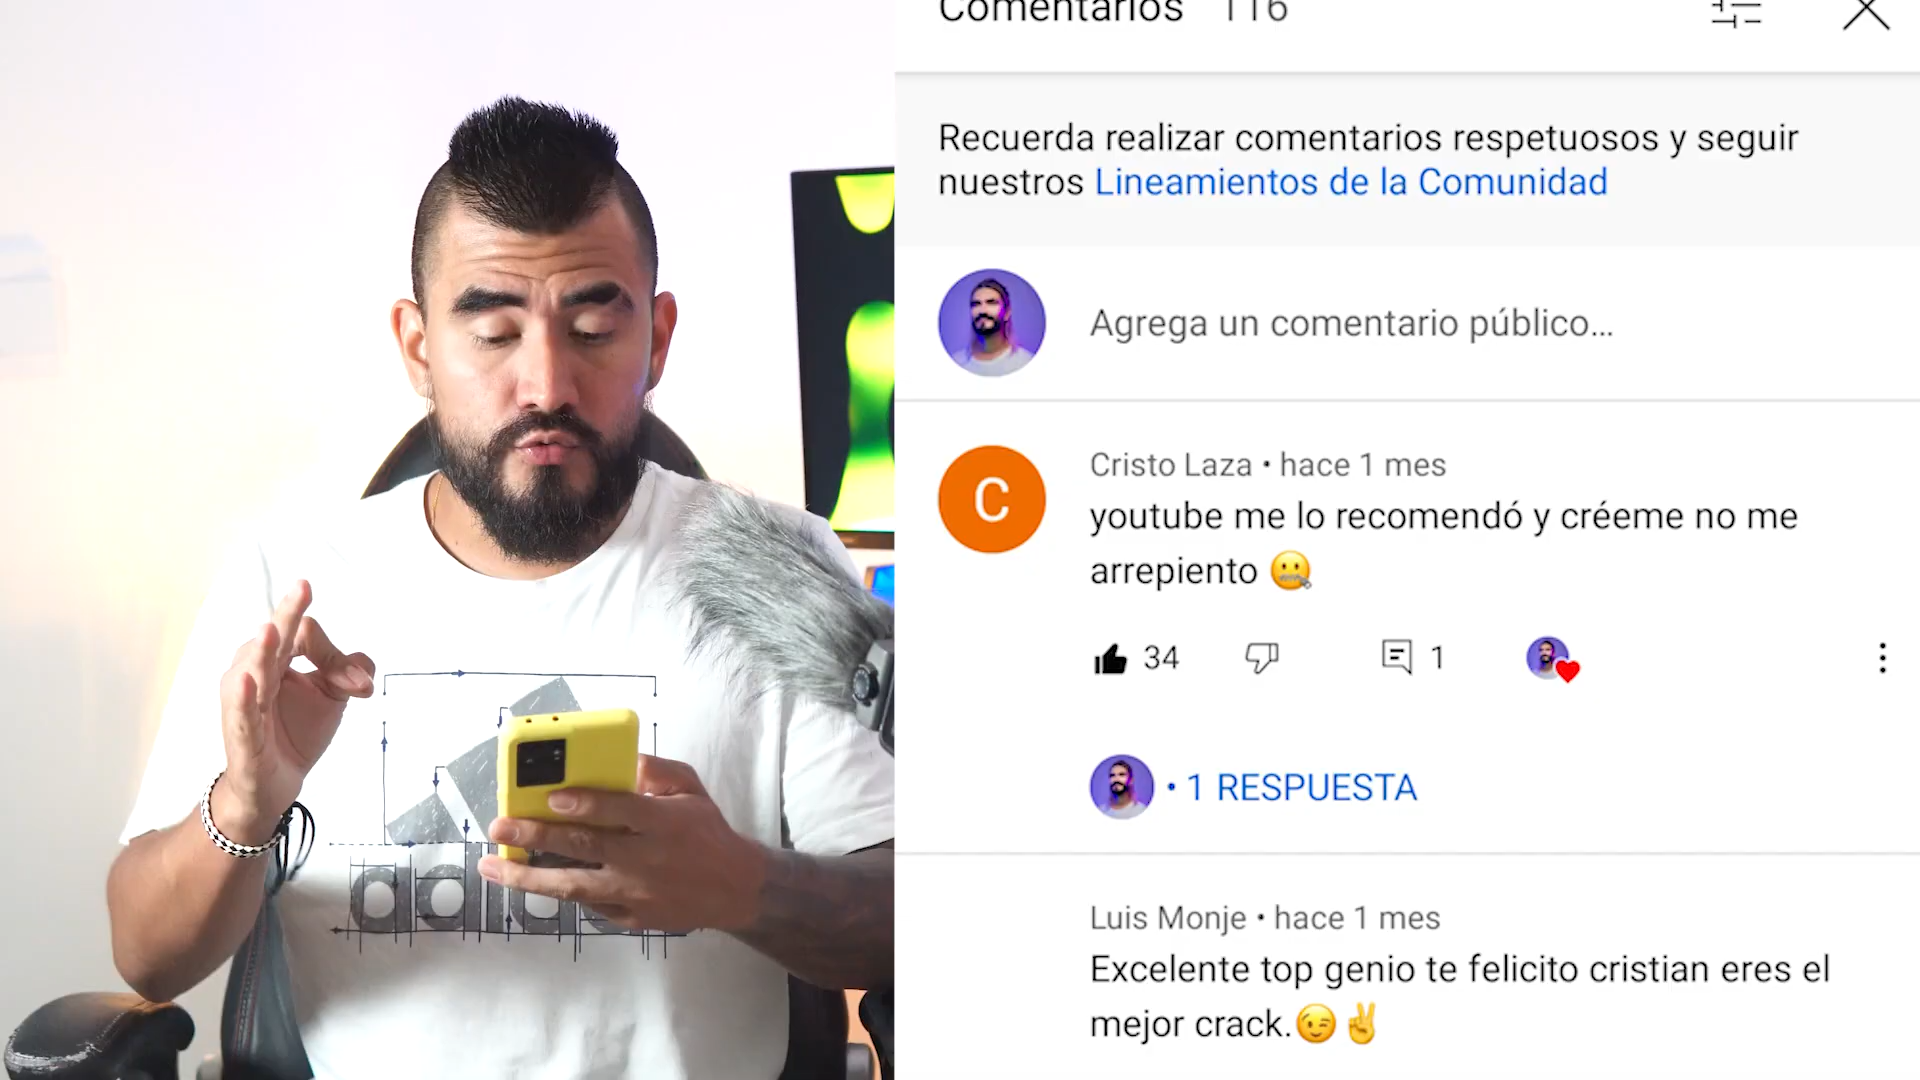 Comentarios 116
Recuerda realizar comentarios respetuosos y seguir
nuestros Lineamientos de la Comunidad
Agrega un comentario público...
C
Cristo Laza • hace 1 mes
youtube me lo recomendó y créeme no me
arrepiento 🤐
34
1
• 1 RESPUESTA
Luis Monje • hace 1 mes
Excelente top genio te felicito cristian eres el
mejor crack.😉✌
adidas